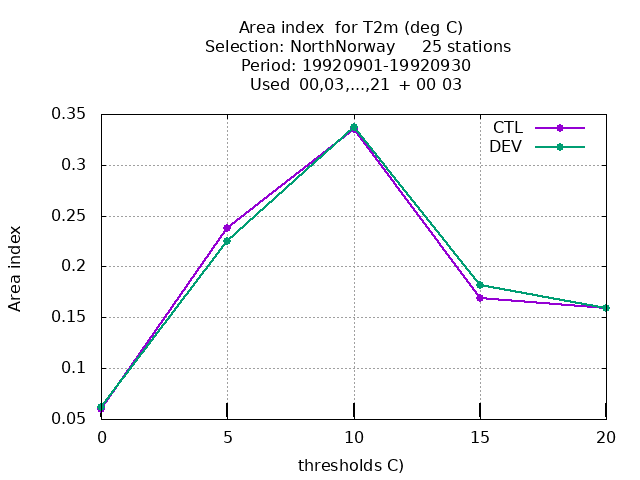 Area index  for T2m (deg C)
Selection: NorthNorway     25 stations
Period: 19920901-19920930
Used  00,03,...,21  + 00 03
CTL
DEV
0.35
0.3
0.25
0.2
0.15
0.1
0.05
Area index
0 5 10 15 20
thresholds C)